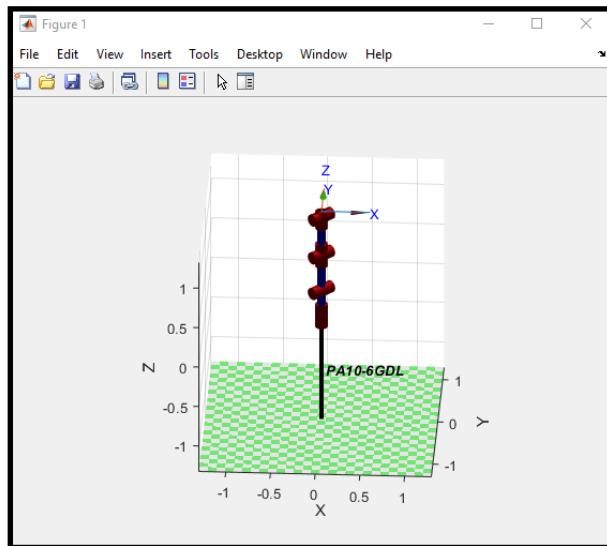 Figure 1
File Edit View Insert Tools Desktop Window Help
Z
Y
X
1
0.5
0
-0.5
-1
Z
PA10-6GDL
1
0
-1
Y
-1 -0.5 0 0.5 1
X